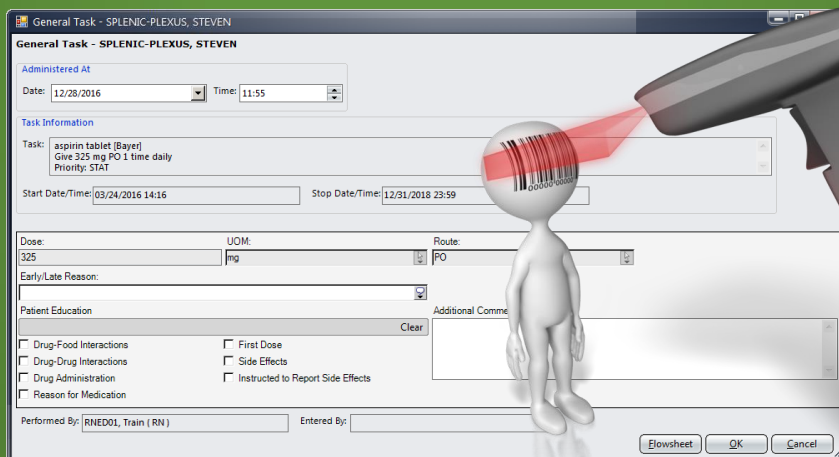 General Task - SPLENIC-PLEXUS, STEVEN
General Task - SPLENIC-PLEXUS, STEVEN
Administered At
Date: 12/28/2016 Time: 11:55
Task Information
Task: aspirin tablet [Bayer]
Give 325 mg PO 1 time daily
Priority: STAT
Start Date/Time: 03/24/2016 14:16 Stop Date/Time: 12/31/2018 23:59
Dose: UOM: Route:
325 mg PO
Early/Late Reason:
Patient Education Additional
Clear
Drug-Food Interactions First Dose
Drug-Drug Interactions Side Effects
Drug Administration Instructed to Report Side Effects
Reason for Medication
Performed By: RNED01, Train ( RN ) Entered By:
Flowsheet OK Cancel